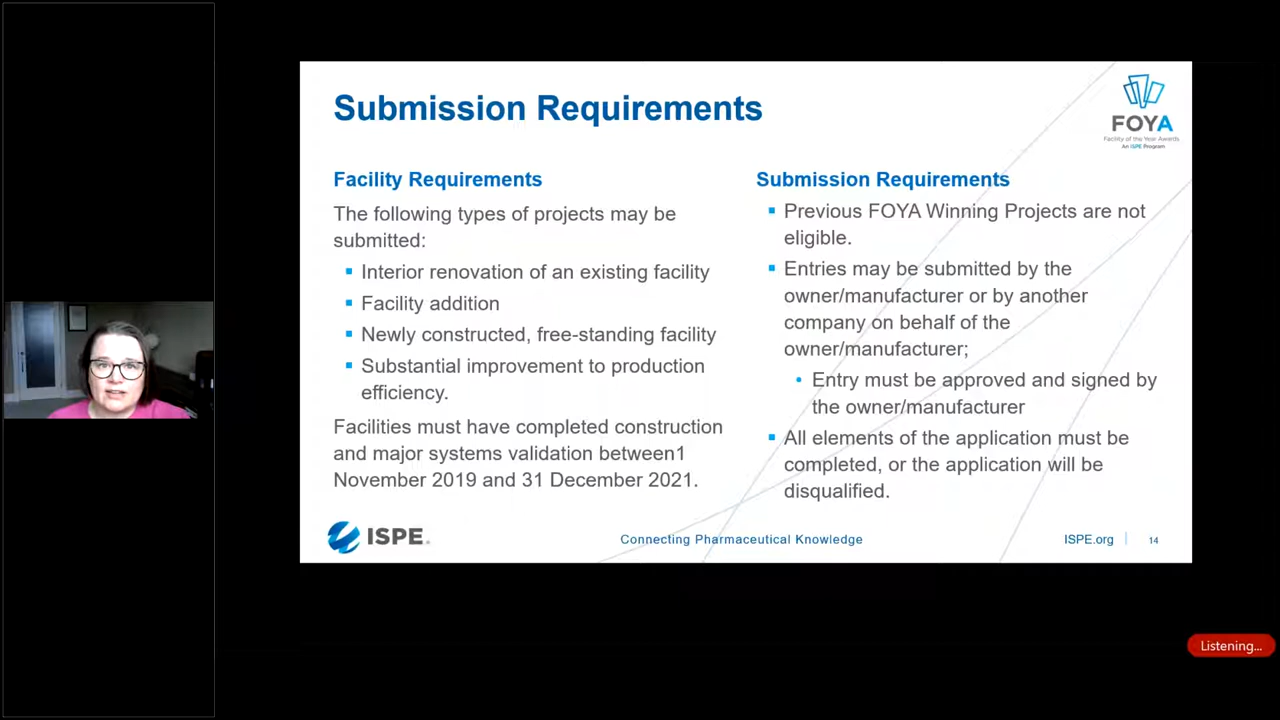 Submission Requirements
FOYA
Facility of the Year Awards
An ISPE Program
Facility Requirements
The following types of projects may be
submitted:
▪ Interior renovation of an existing facility
▪ Facility addition
▪ Newly constructed, free-standing facility
▪ Substantial improvement to production
efficiency.
Facilities must have completed construction
and major systems validation between1
November 2019 and 31 December 2021.
Submission Requirements
▪ Previous FOYA Winning Projects are not
eligible.
▪ Entries may be submitted by the
owner/manufacturer or by another
company on behalf of the
owner/manufacturer;
• Entry must be approved and signed by
the owner/manufacturer
▪ All elements of the application must be
completed, or the application will be
disqualified.
ISPE.
Connecting Pharmaceutical Knowledge
ISPE.org | 14
Listening...